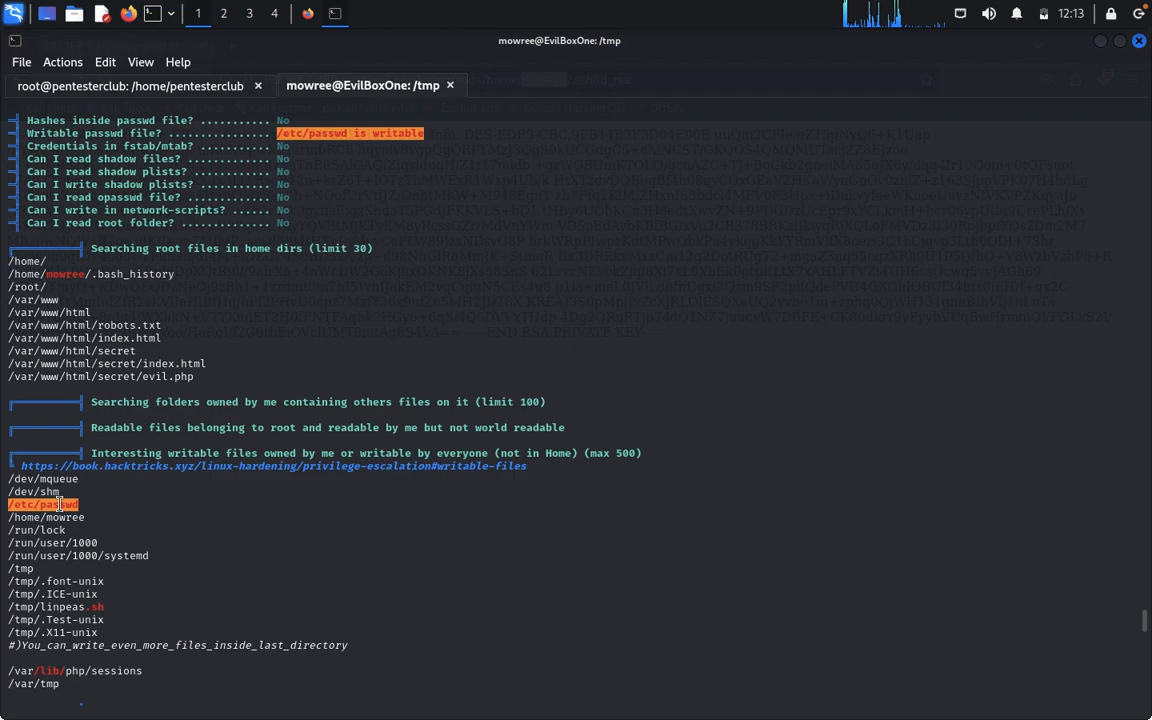 1 2 3 4 12:13
mowree@EvilBoxOne: /tmp
File Actions Edit View Help
root@pentesterclub: /home/pentesterclub × mowree@EvilBoxOne: /tmp ×
Hashes inside passwd file? ........... No
Writable passwd file? ................ /etc/passwd is writable
Credentials in fstab/mtab? ........... No
Can I read shadow files? ............. No
Can I read shadow plists? ............ No
Can I write shadow plists? ........... No
Can I read opasswd file? ............. No
Can I write in network-scripts? ...... No
Can I read root folder? .............. No
Searching root files in home dirs (limit 30)
/home/
/home/mowree/.bash_history
/root/
/var/www
/var/www/html
/var/www/html/robots.txt
/var/www/html/index.html
/var/www/html/secret
/var/www/html/secret/index.html
/var/www/html/secret/evil.php
Searching folders owned by me containing others files on it (limit 100)
Readable files belonging to root and readable by me but not world readable
Interesting writable files owned by me or writable by everyone (not in Home) (max 500)
https://book.hacktricks.xyz/linux-hardening/privilege-escalation#writable-files
/dev/mqueue
/dev/shm
/etc/passwd
/home/mowree
/run/lock
/run/user/1000
/run/user/1000/systemd
/tmp
/tmp/.font-unix
/tmp/.ICE-unix
/tmp/linpeas.sh
/tmp/.Test-unix
/tmp/.X11-unix
#)You_can_write_even_more_files_inside_last_directory
/var/lib/php/sessions
/var/tmp